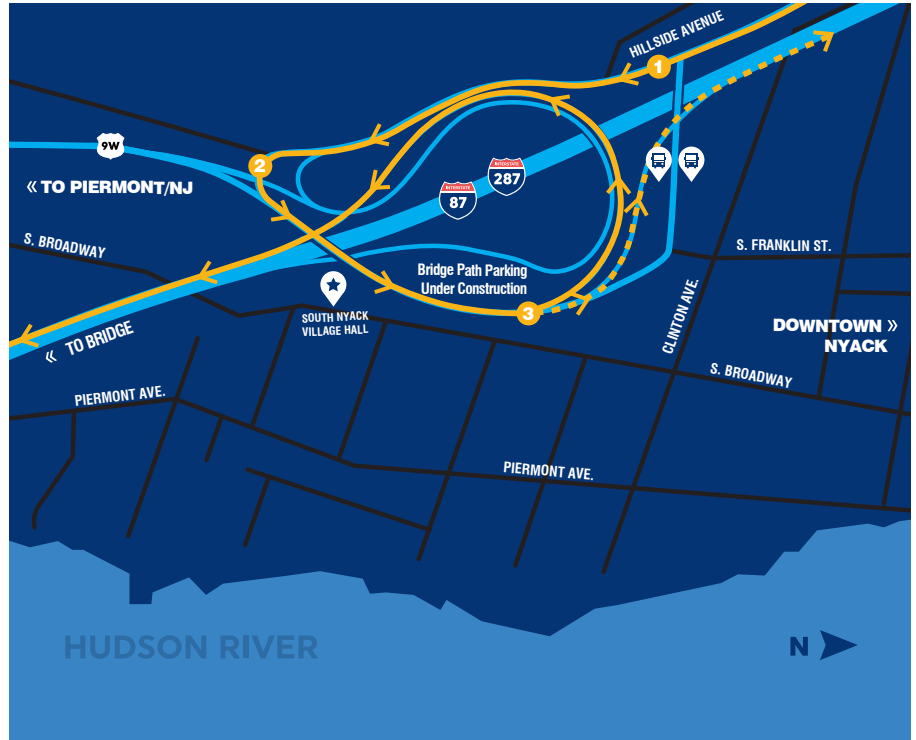 HILLSIDE AVENUE
1
9W
2
« TO PIERMONT/NJ
INTERSTATE
287
INTERSTATE
87
S. BROADWAY
S. FRANKLIN ST.
Bridge Path Parking
Under Construction
3
SOUTH NYACK
VILLAGE HALL
CLINTON AVE.
DOWNTOWN »
NYACK
« TO BRIDGE
S. BROADWAY
PIERMONT AVE.
PIERMONT AVE.
HUDSON RIVER
N